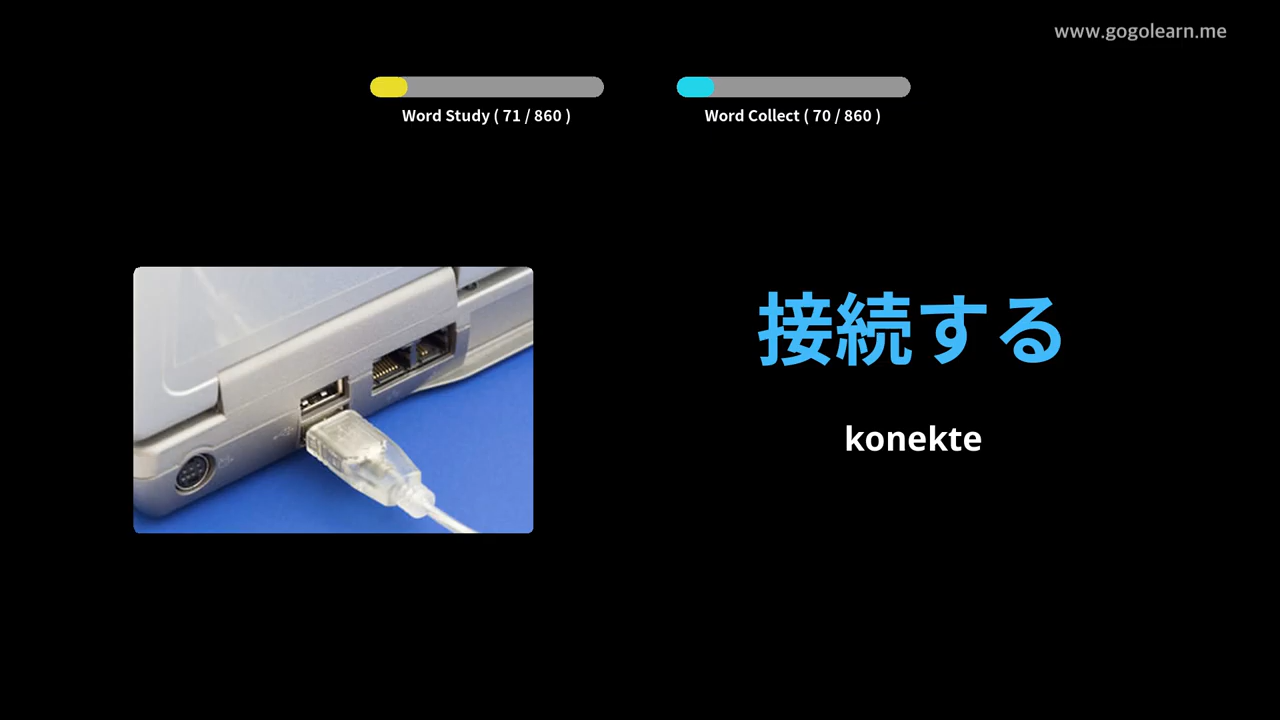 www.gogolearn.me
Word Study ( 71 / 860 )
Word Collect ( 70 / 860 )
接続する
konekte